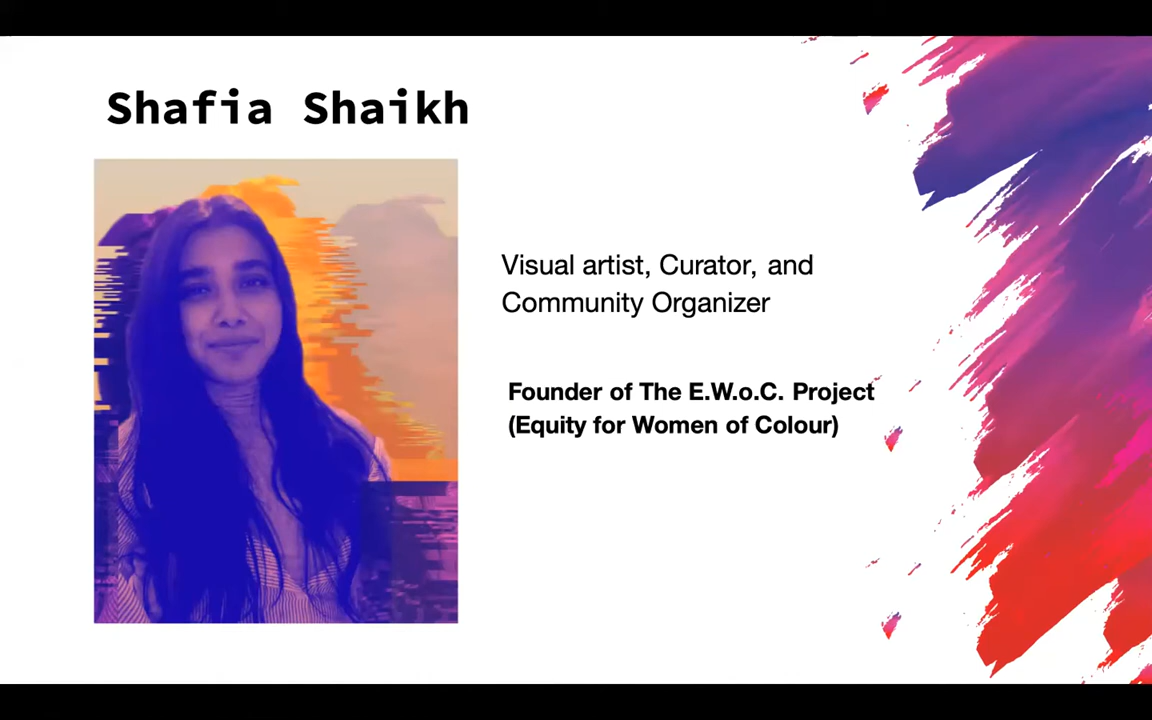 Shafia Shaikh
Visual artist, Curator, and
Community Organizer
Founder of The E.W.o.C. Project
(Equity for Women of Colour)